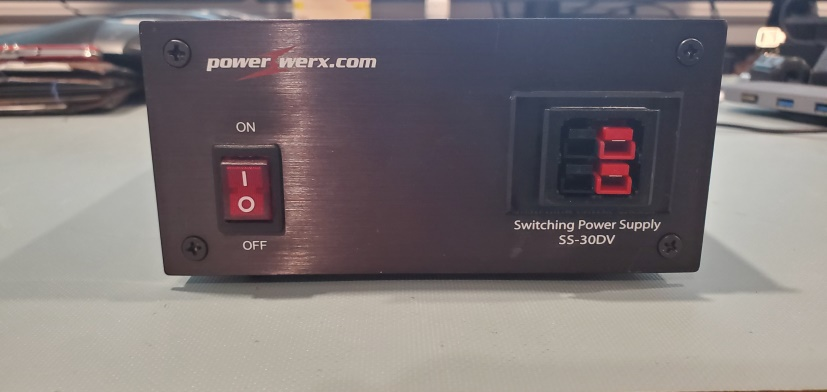 powerwerx.com
ON
I
O
OFF
Switching Power Supply
SS-30DV